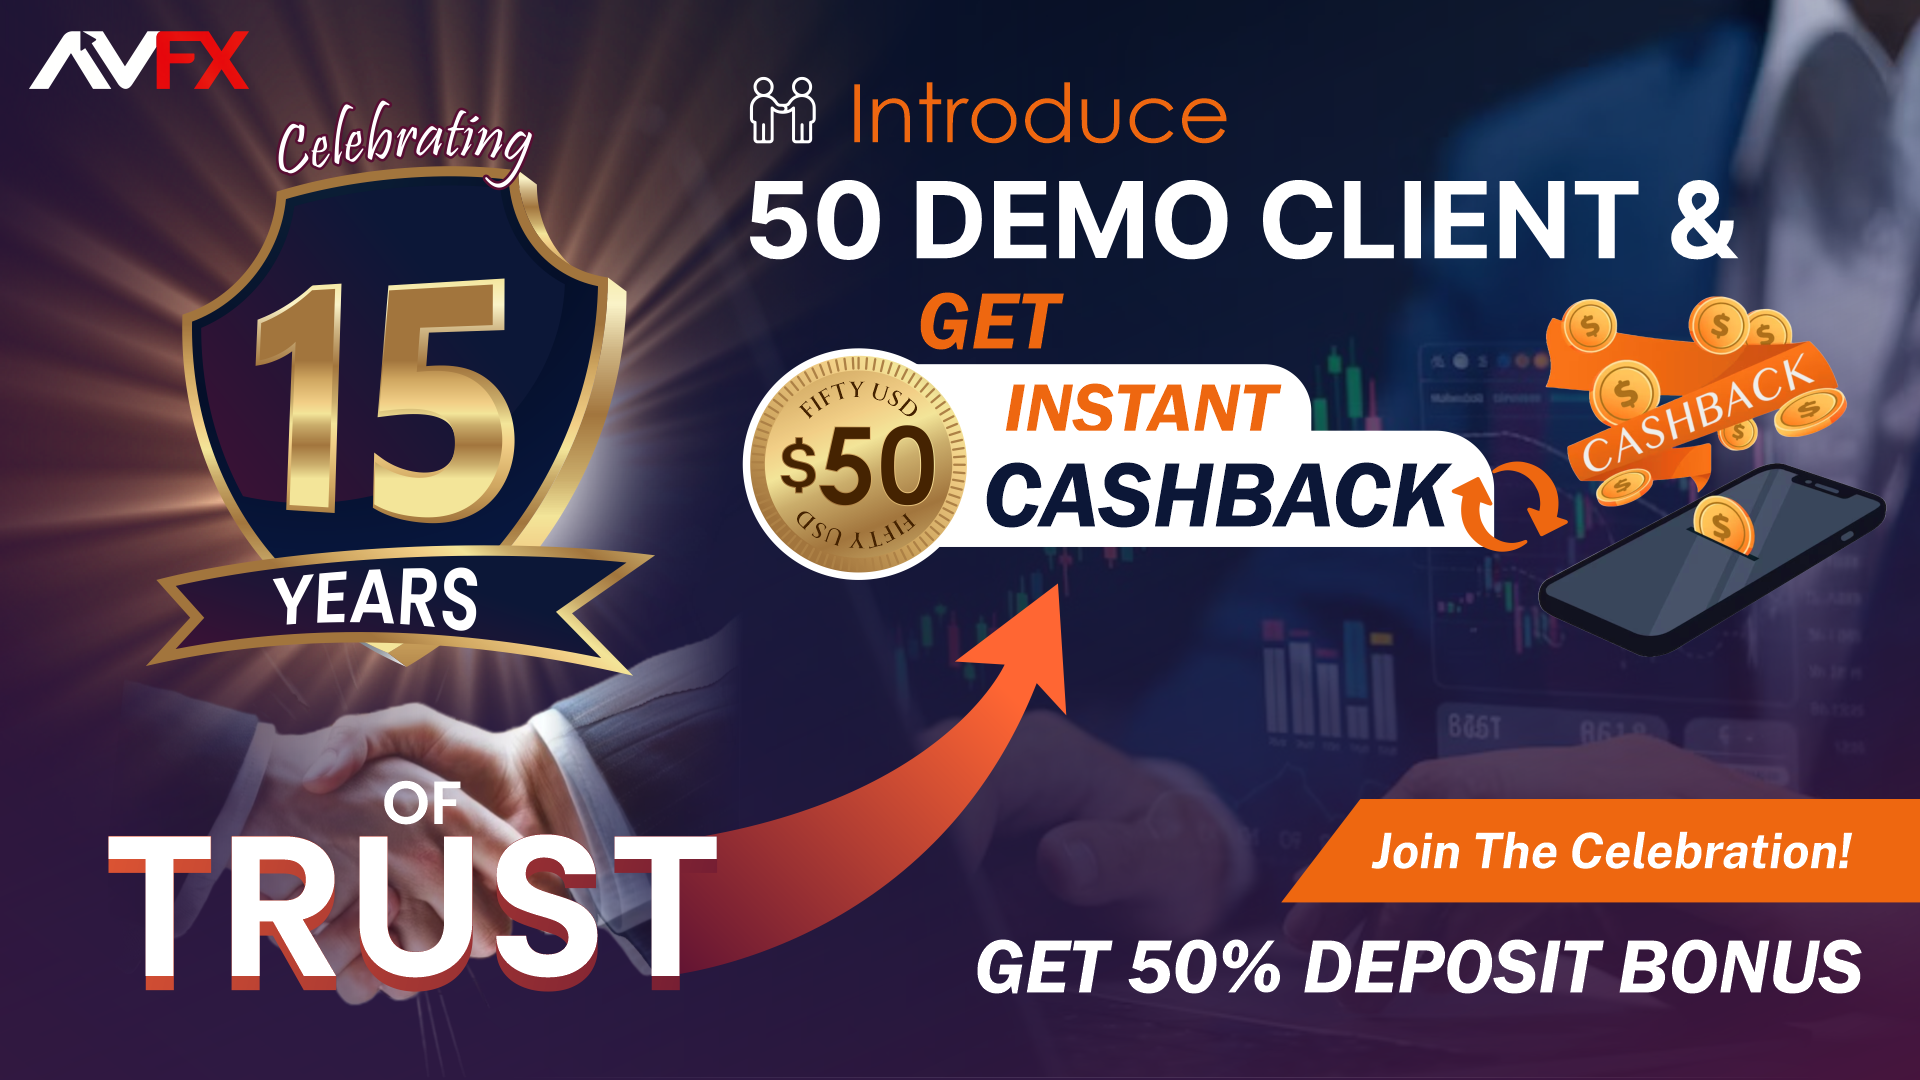 AVFX
Celebrating
15
YEARS
OF
TRUST
Introduce
50 DEMO CLIENT &
GET
INSTANT
CASHBACK
FIFTY USD
$50
FIFTY USD
CASHBACK
Join The Celebration!
GET 50% DEPOSIT BONUS